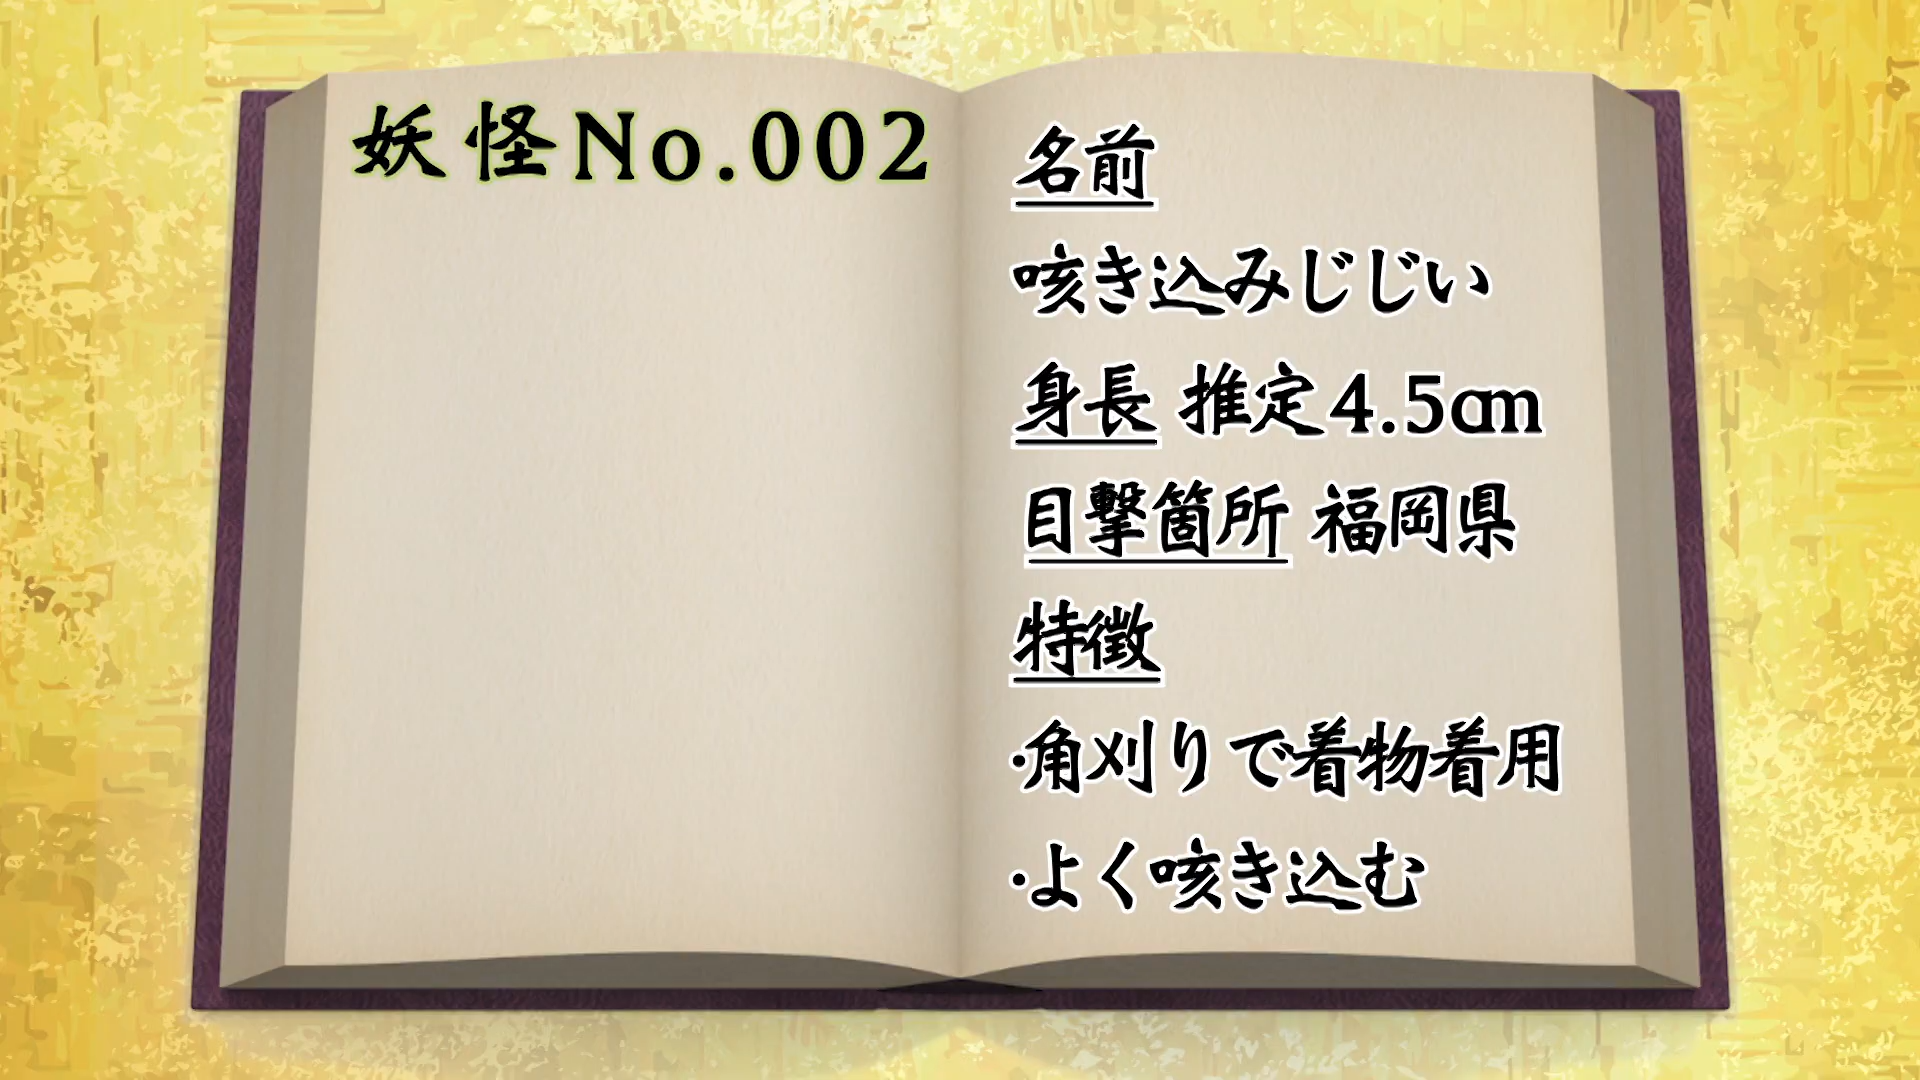 妖怪No.002
名前
咳き込みじじい
身長 推定4.5cm
目撃箇所 福岡県
特徴
・角刈りで着物着用
・よく咳き込む